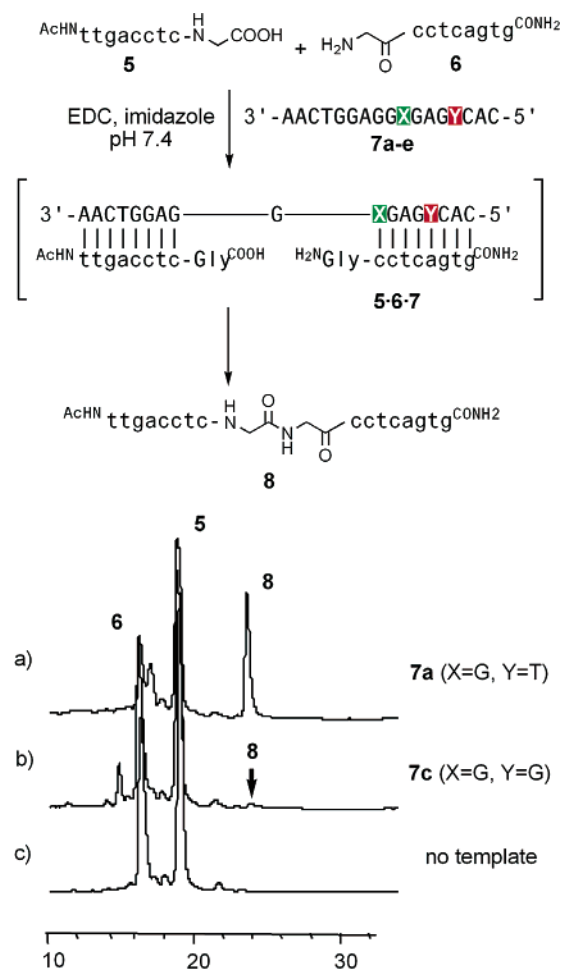 AcHN ttgacctc-N H COOH + H2N O cctcagtg CONH2
5 6
EDC, imidazole
pH 7.4
3'-AACTGGAGGXGAGYCAC-5'
7a-e
3'-AACTGGAG G XGAGYCAC-5'
AcHN ttgacctc-Gly COOH H2N Gly-cctcagtg CONH2
5·6·7
AcHN ttgacctc-N H O N H O cctcagtg CONH2
8
5
8
6
a) 7a (X=G, Y=T)
8
b) 7c (X=G, Y=G)
c) no template
10 20 30